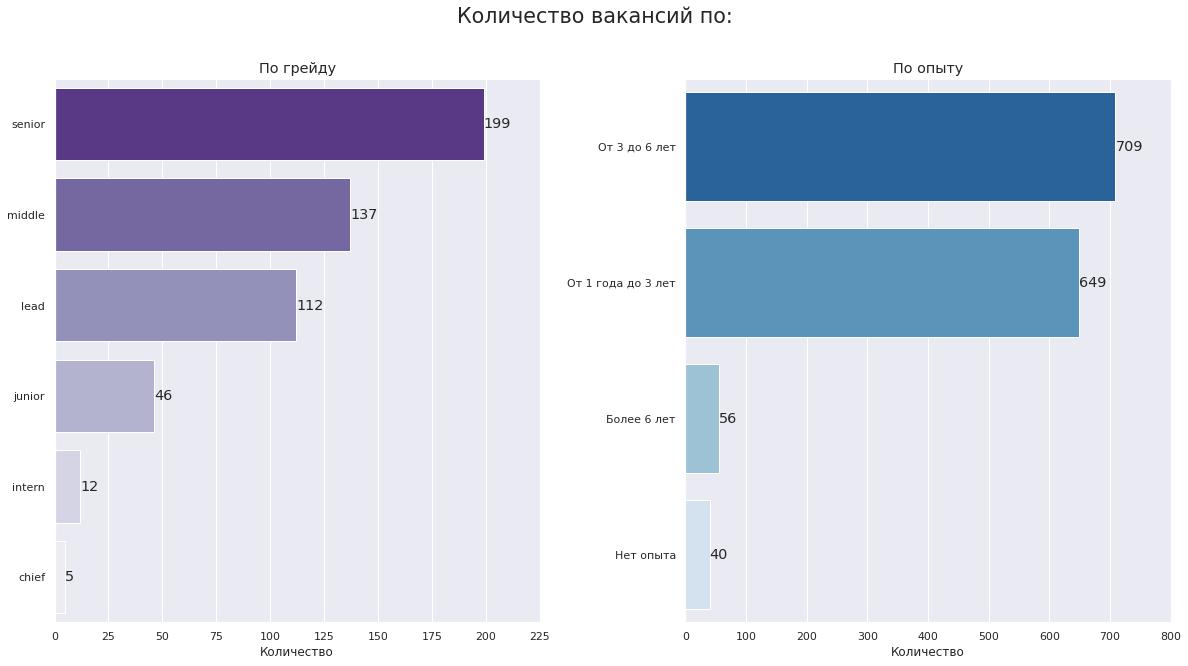 Количество вакансий по:
По грейду
senior
199
middle
137
lead
112
junior
46
intern
12
chief
5
0 25 50 75 100 125 150 175 200 225
Количество
По опыту
От 3 до 6 лет
709
От 1 года до 3 лет
649
Более 6 лет
56
Нет опыта
40
0 100 200 300 400 500 600 700 800
Количество